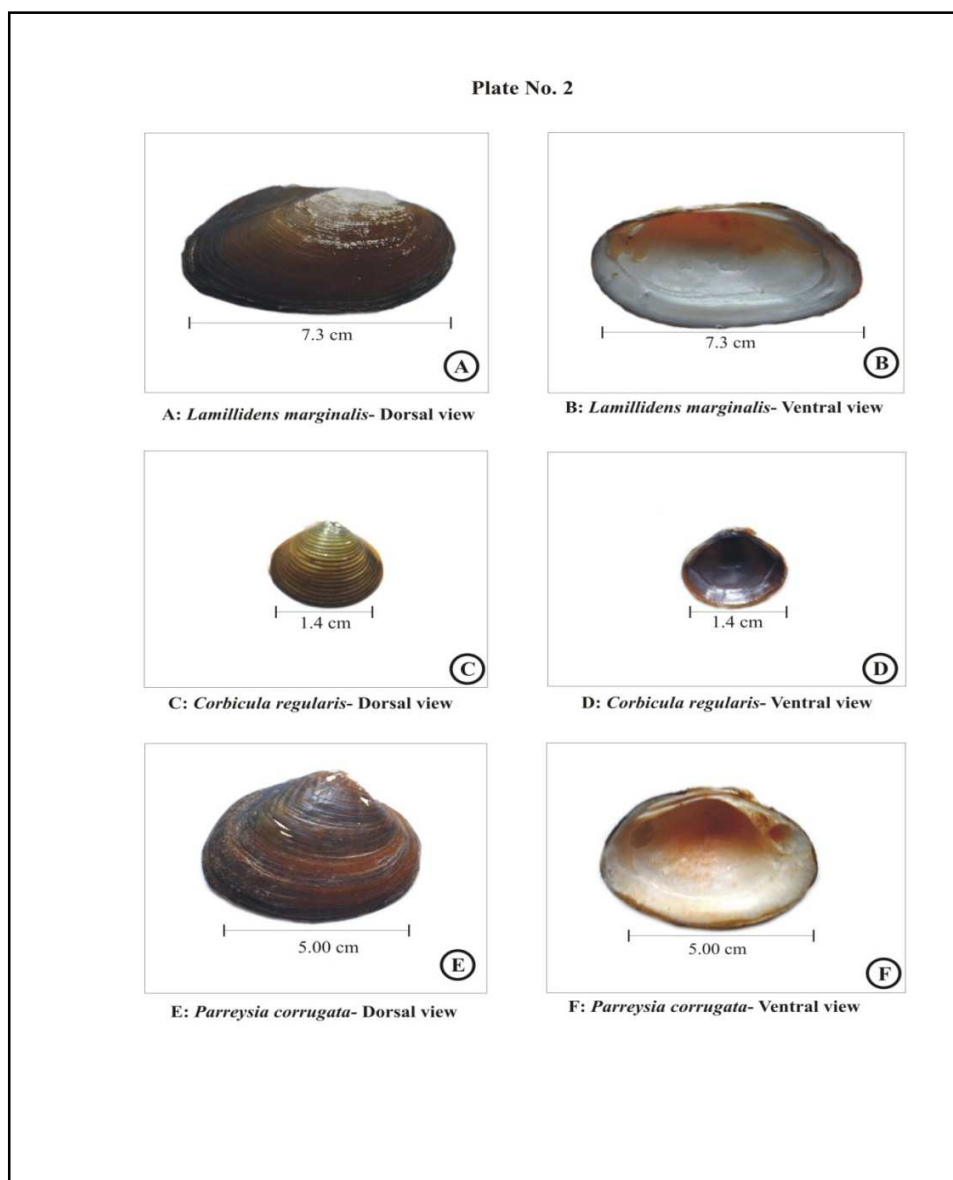 Plate No. 2
7.3 cm
A
A: Lamillidens marginalis- Dorsal view
7.3 cm
B
B: Lamillidens marginalis- Ventral view
1.4 cm
C
C: Corbicula regularis- Dorsal view
1.4 cm
D
D: Corbicula regularis- Ventral view
5.00 cm
E
E: Parreysia corrugata- Dorsal view
5.00 cm
F
F: Parreysia corrugata- Ventral view